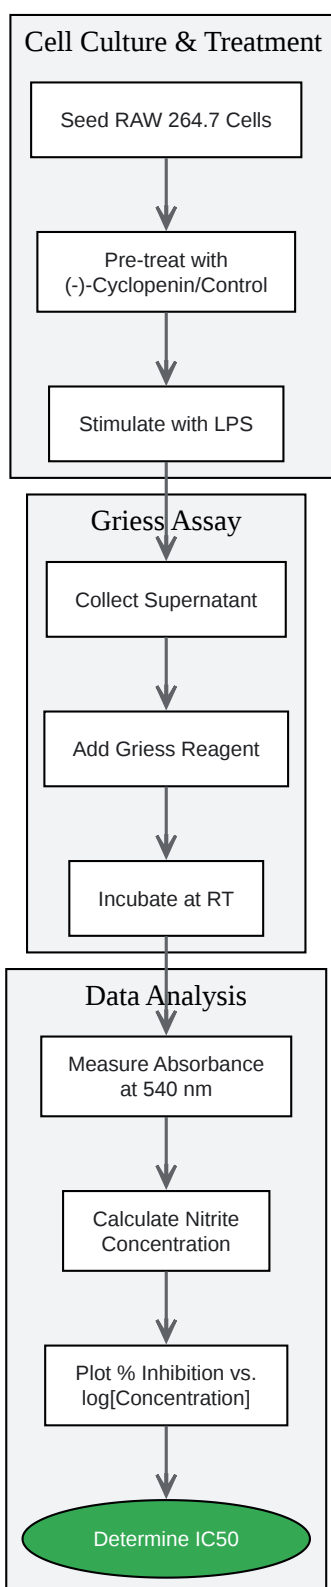 Cell Culture & Treatment
Seed RAW 264.7 Cells
Pre-treat with
(-)-Cyclopenin/Control
Stimulate with LPS
Griess Assay
Collect Supernatant
Add Griess Reagent
Incubate at RT
Data Analysis
Measure Absorbance
at 540 nm
Calculate Nitrite
Concentration
Plot % Inhibition vs.
log[Concentration]
Determine IC50